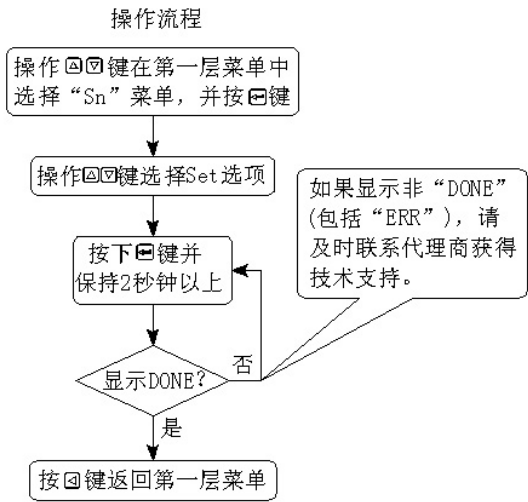 操作流程
操作△▽键在第一层菜单中
选择“Sn”菜单，并按↵键
操作△▽键选择Set选项
按下↵键并
保持2秒钟以上
如果显示非“DONE”
(包括“ERR”)，请
及时联系代理商获得
技术支持。
显示DONE？
否
是
按◁键返回第一层菜单